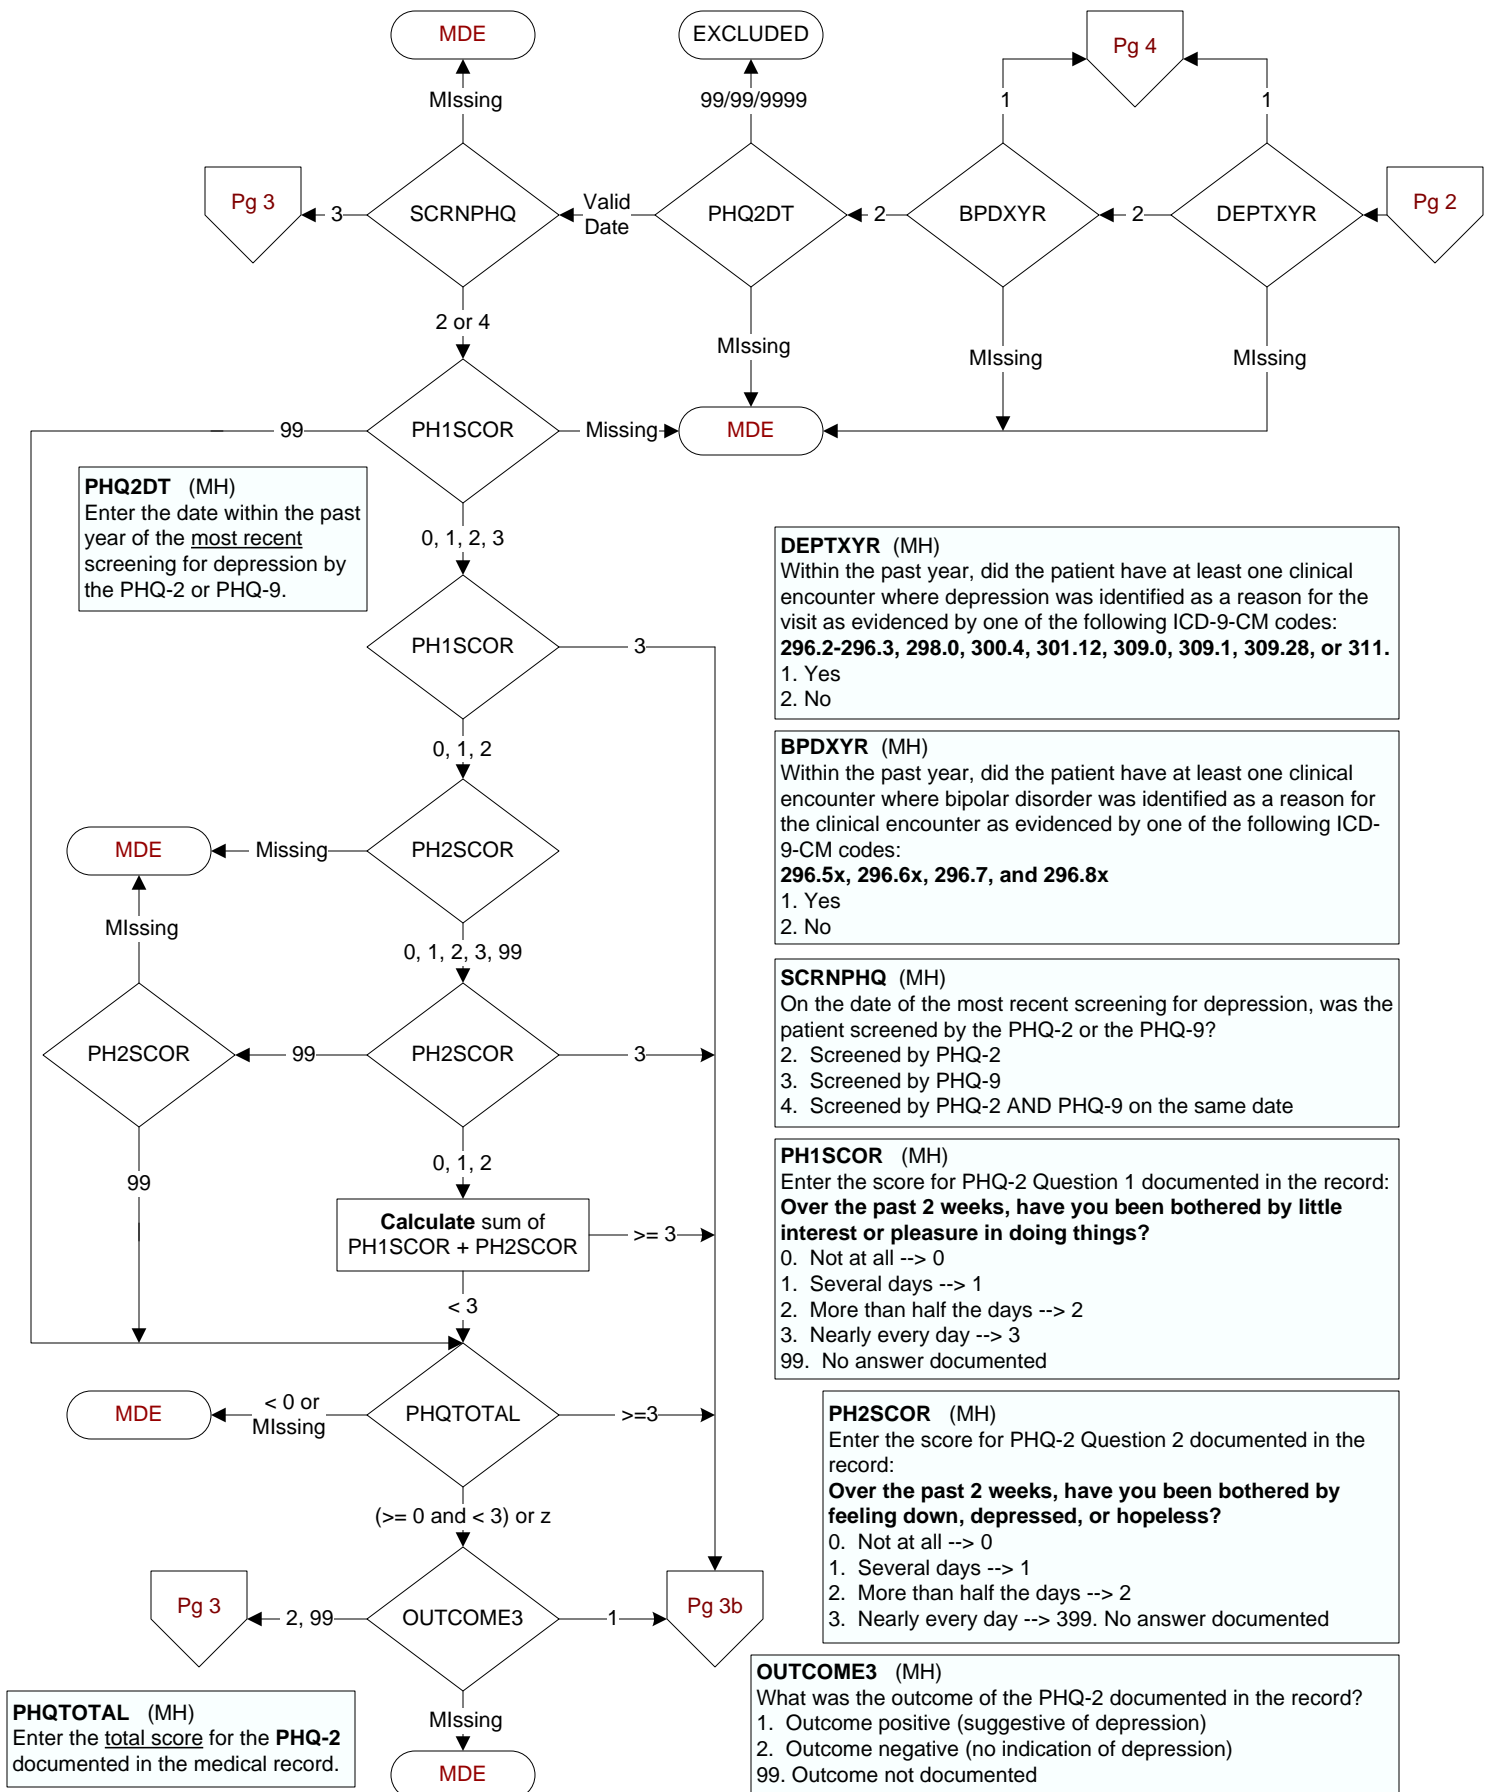 MDE
EXCLUDED
Pg 4
MIssing
99/99/9999
1
1
Pg 3
3
SCRNPHQ
Valid
Date
PHQ2DT
2
BPDXYR
2
DEPTXYR
Pg 2
2 or 4
MIssing
MIssing
MIssing
99
PH1SCOR
Missing
MDE
PHQ2DT (MH)
Enter the date within the past
year of the most recent
screening for depression by
the PHQ-2 or PHQ-9.
0, 1, 2, 3
PH1SCOR
3
0, 1, 2
MDE
Missing
PH2SCOR
MIssing
0, 1, 2, 3, 99
PH2SCOR
99
PH2SCOR
3
99
0, 1, 2
Calculate sum of
PH1SCOR + PH2SCOR
>= 3
< 3
MDE
< 0 or
MIssing
PHQTOTAL
>=3
(>= 0 and < 3) or z
Pg 3
2, 99
OUTCOME3
1
Pg 3b
MIssing
MDE
PHQTOTAL (MH)
Enter the total score for the PHQ-2
documented in the medical record.
DEPTXYR (MH)
Within the past year, did the patient have at least one clinical
encounter where depression was identified as a reason for the
visit as evidenced by one of the following ICD-9-CM codes:
296.2-296.3, 298.0, 300.4, 301.12, 309.0, 309.1, 309.28, or 311.
1. Yes
2. No
BPDXYR (MH)
Within the past year, did the patient have at least one clinical
encounter where bipolar disorder was identified as a reason for
the clinical encounter as evidenced by one of the following ICD-
9-CM codes:
296.5x, 296.6x, 296.7, and 296.8x
1. Yes
2. No
SCRNPHQ (MH)
On the date of the most recent screening for depression, was the
patient screened by the PHQ-2 or the PHQ-9?
2. Screened by PHQ-2
3. Screened by PHQ-9
4. Screened by PHQ-2 AND PHQ-9 on the same date
PH1SCOR (MH)
Enter the score for PHQ-2 Question 1 documented in the record:
Over the past 2 weeks, have you been bothered by little
interest or pleasure in doing things?
0. Not at all --> 0
1. Several days --> 1
2. More than half the days --> 2
3. Nearly every day --> 3
99. No answer documented
PH2SCOR (MH)
Enter the score for PHQ-2 Question 2 documented in the
record:
Over the past 2 weeks, have you been bothered by
feeling down, depressed, or hopeless?
0. Not at all --> 0
1. Several days --> 1
2. More than half the days --> 2
3. Nearly every day --> 399. No answer documented
OUTCOME3 (MH)
What was the outcome of the PHQ-2 documented in the record?
1. Outcome positive (suggestive of depression)
2. Outcome negative (no indication of depression)
99. Outcome not documented